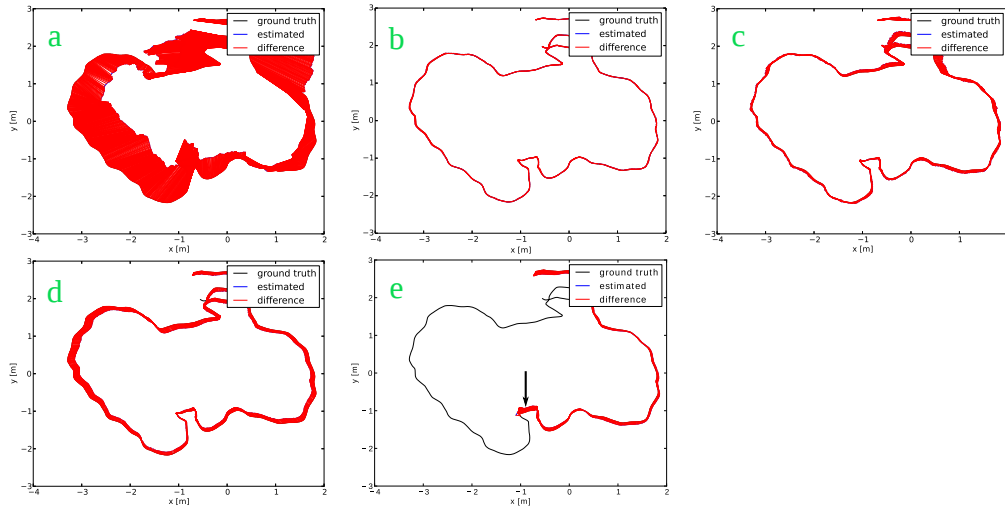 a
3
2
1
0
−1
−2
−3
y [m]
−4 −3 −2 −1 0 1 2
x [m]
ground truth
estimated
difference
b
3
2
1
0
−1
−2
−3
y [m]
−4 −3 −2 −1 0 1 2
x [m]
ground truth
estimated
difference
c
3
2
1
0
−1
−2
−3
y [m]
−4 −3 −2 −1 0 1
x [m]
ground truth
estimated
difference
d
3
2
1
0
−1
−2
−3
y [m]
−4 −3 −2 −1 0 1 2
x [m]
ground truth
estimated
difference
e
3
2
1
0
−1
−2
−3
y [m]
−4 −3 −2 −1 0 1 2
x [m]
ground truth
estimated
difference